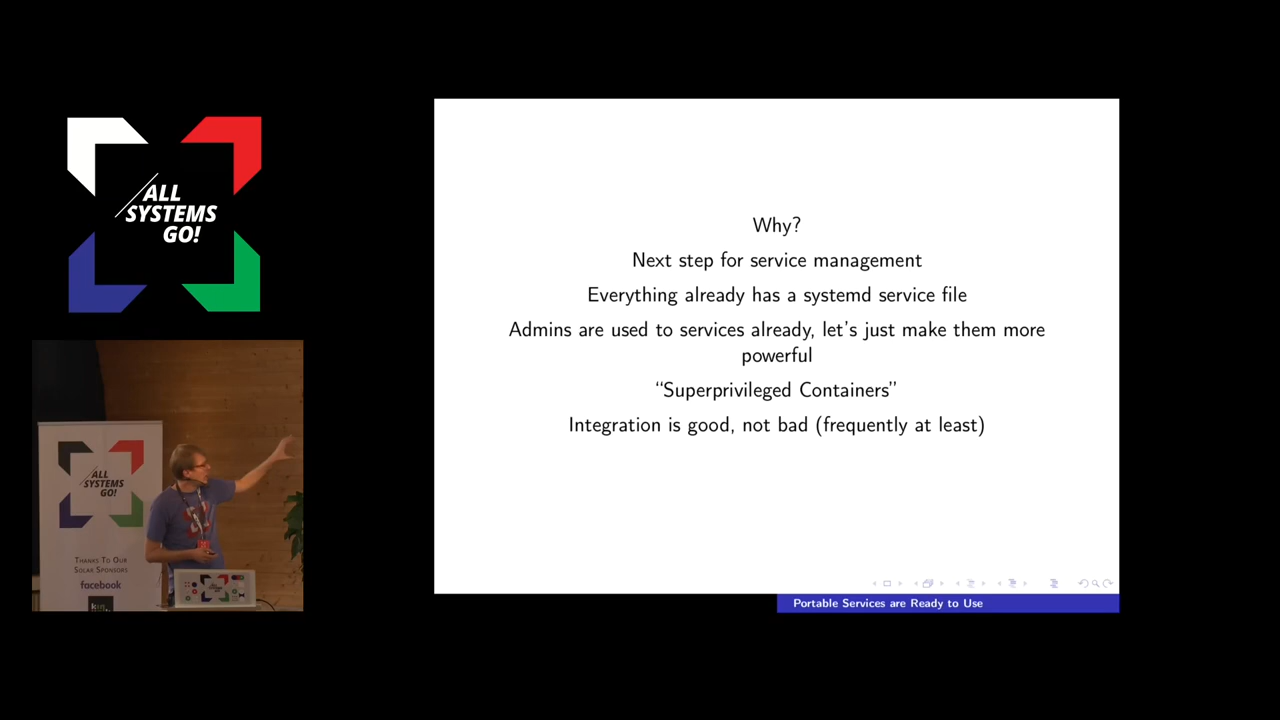 ALL
SYSTEMS
GO!
Why?
Next step for service management
Everything already has a systemd service file
Admins are used to services already, let's just make them more
powerful
“Superprivileged Containers”
Integration is good, not bad (frequently at least)
Portable Services are Ready to Use
ALL
SYSTEMS
GO!
THANKS TO OUR
SOLAR SPONSORS
facebook